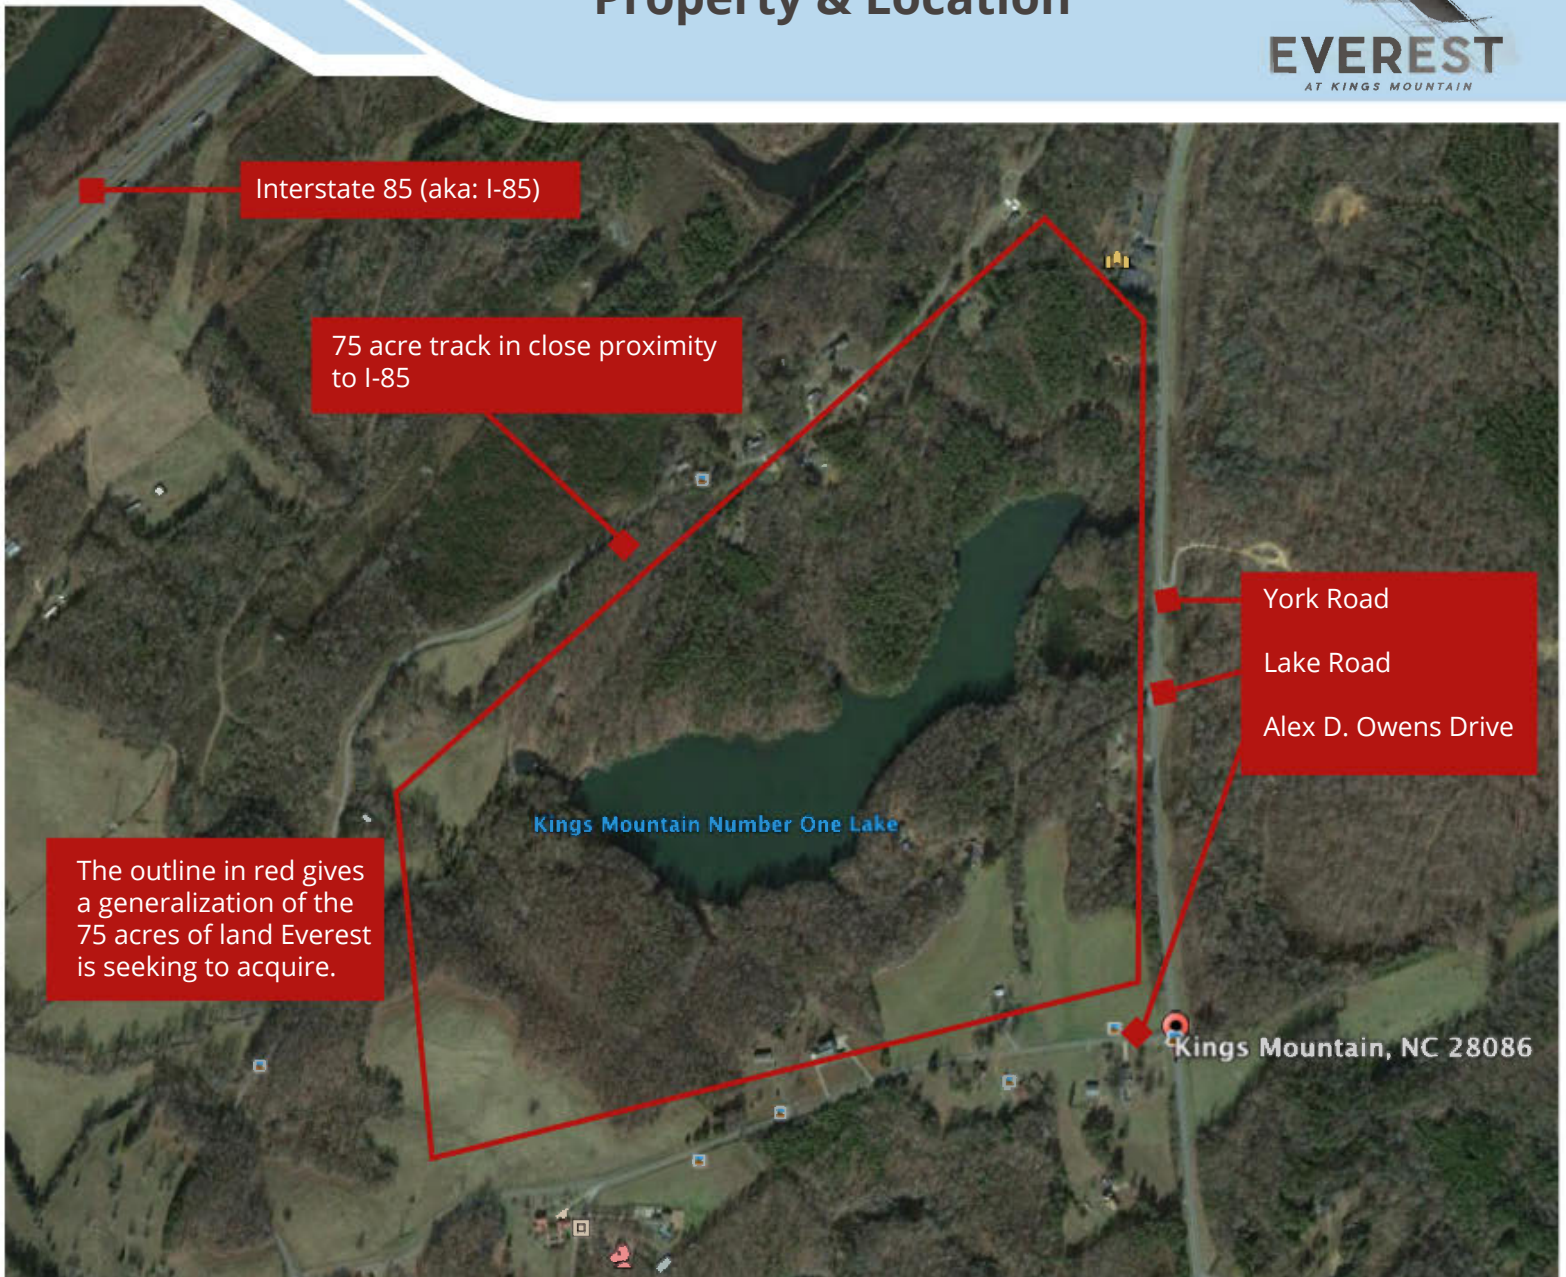 Property & Location
EVEREST
AT KINGS MOUNTAIN
Interstate 85 (aka: I-85)
75 acre track in close proximity
to I-85
York Road
Lake Road
Alex D. Owens Drive
Kings Mountain Number One Lake
The outline in red gives
a generalization of the
75 acres of land Everest
is seeking to acquire.
Kings Mountain, NC 28086